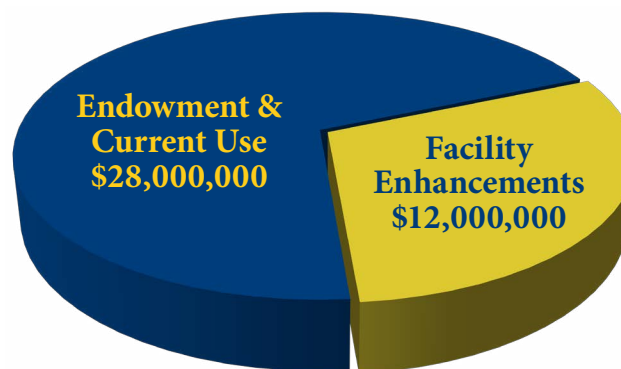 Endowment &
Current Use
$28,000,000
Facility
Enhancements
$12,000,000